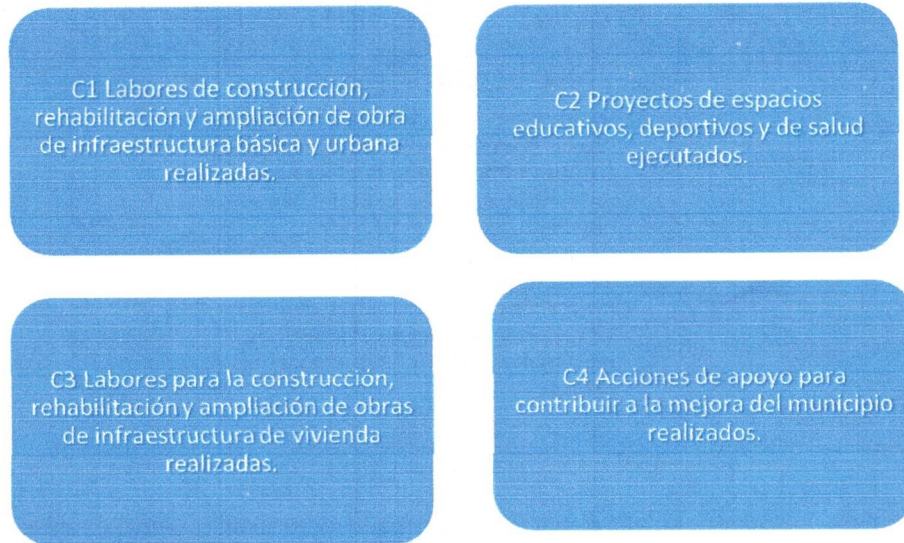 C1 Labores de construcción,
rehabilitación y ampliación de obra
de infraestructura básica y urbana
realizadas.
C2 Proyectos de espacios
educativos, deportivos y de salud
ejecutados.
C3 Labores para la construcción,
rehabilitación y ampliación de obras
de infraestructura de vivienda
realizadas.
C4 Acciones de apoyo para
contribuir a la mejora del municipio
realizados.